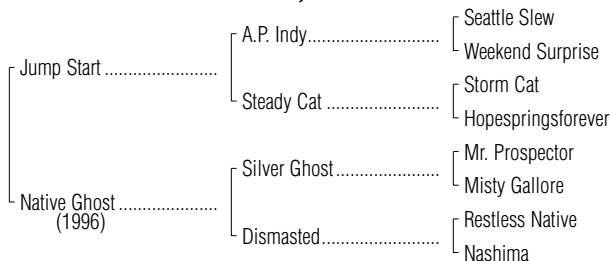 Seattle Slew
A.P. Indy
Weekend Surprise
Jump Start
Storm Cat
Steady Cat
Hopespringsforever
Mr. Prospector
Silver Ghost
Misty Gallore
Native Ghost
(1996)
Restless Native
Dismasted
Nashima